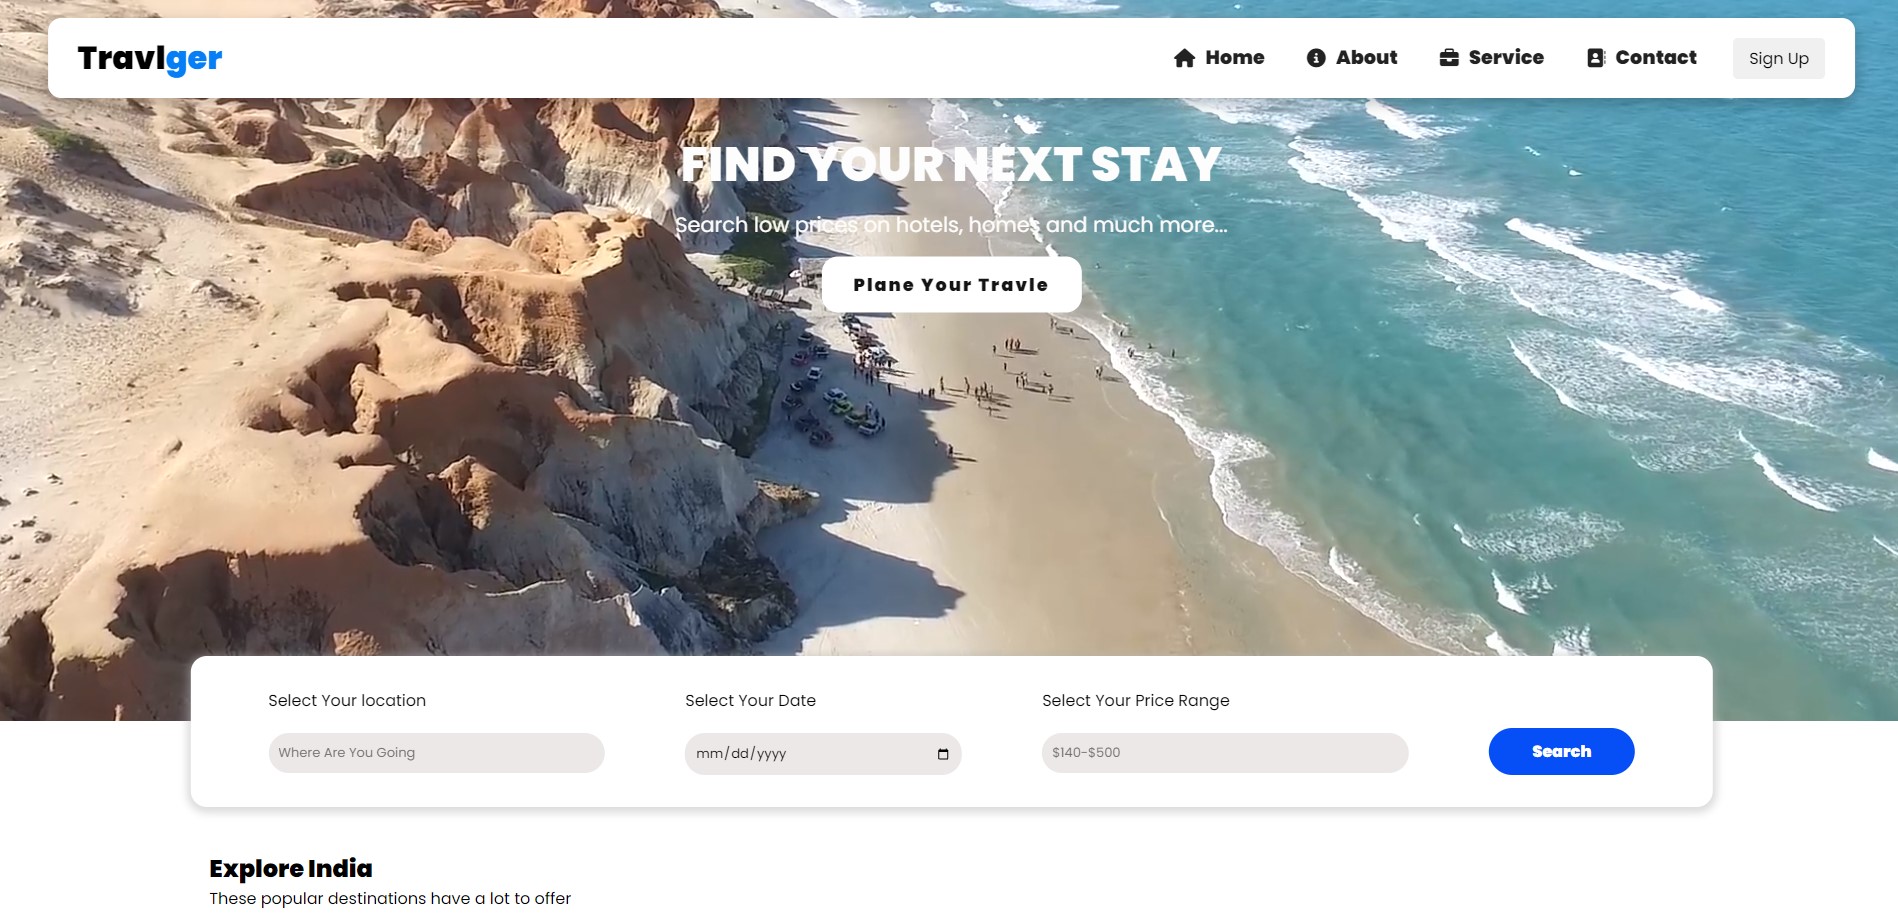 Travlger
Home About Service Contact Sign Up
FIND YOUR NEXT STAY
Search low prices on hotels, homes and much more...
Plane Your Travle
Select Your location Select Your Date Select Your Price Range
Where Are You Going mm/dd/yyyy $140-$500 Search
Explore India
These popular destinations have a lot to offer